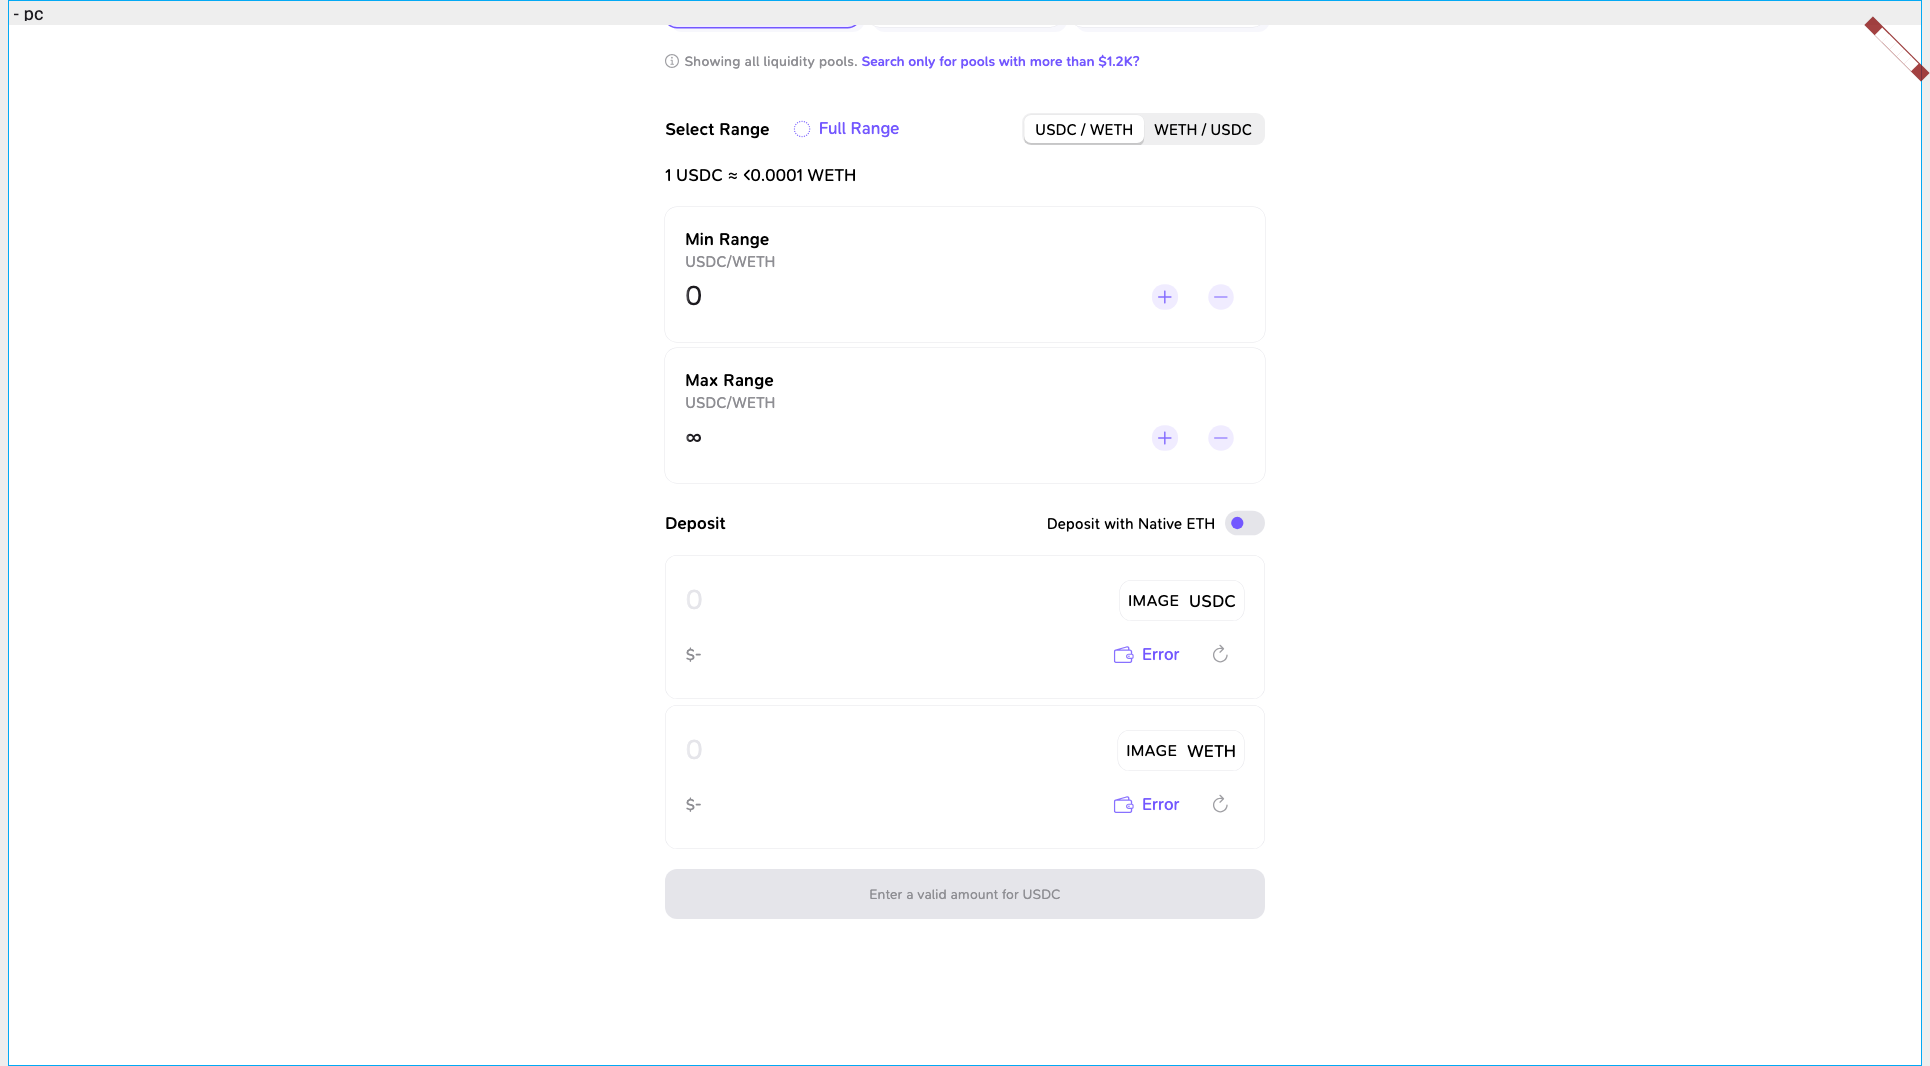 - pc
Showing all liquidity pools. Search only for pools with more than $1.2K?
Select Range Full Range USDC / WETH WETH / USDC
1 USDC ≈ <0.0001 WETH
Min Range
USDC/WETH
0
Max Range
USDC/WETH
∞
Deposit Deposit with Native ETH
0 IMAGE USDC
$- Error
0 IMAGE WETH
$- Error
Enter a valid amount for USDC